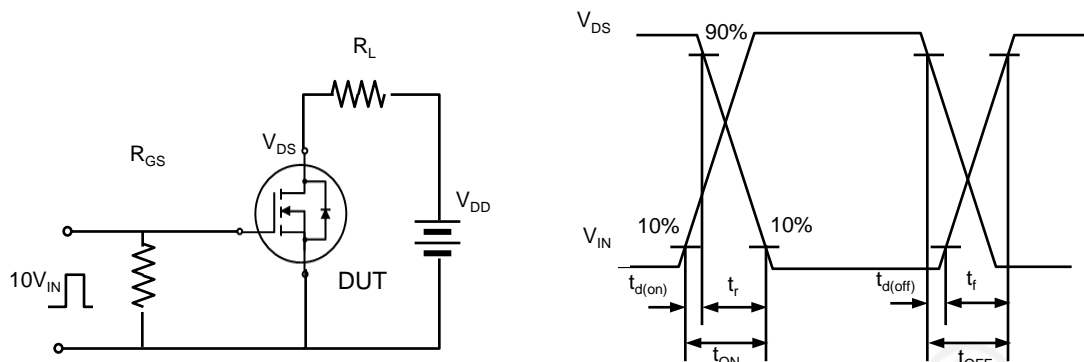 R_L
V_DS
R_GS
V_DD
10V_IN
DUT
V_DS
90%
10%
10%
V_IN
t_d(on)
t_r
t_d(off)
t_f
t_ON
t_OFF